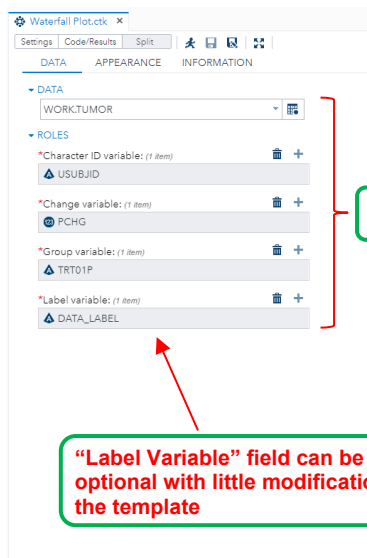 Waterfall Plot.ctk ×
Settings Code/Results Split
DATA APPEARANCE INFORMATION
DATA
WORK.TUMOR
ROLES
*Character ID variable: (1 item)
USUBJID
*Change variable: (1 item)
123 PCHG
*Group variable: (1 item)
TRT01P
*Label variable: (1 item)
DATA_LABEL
“Label Variable” field can be
optional with little modificatio
the template